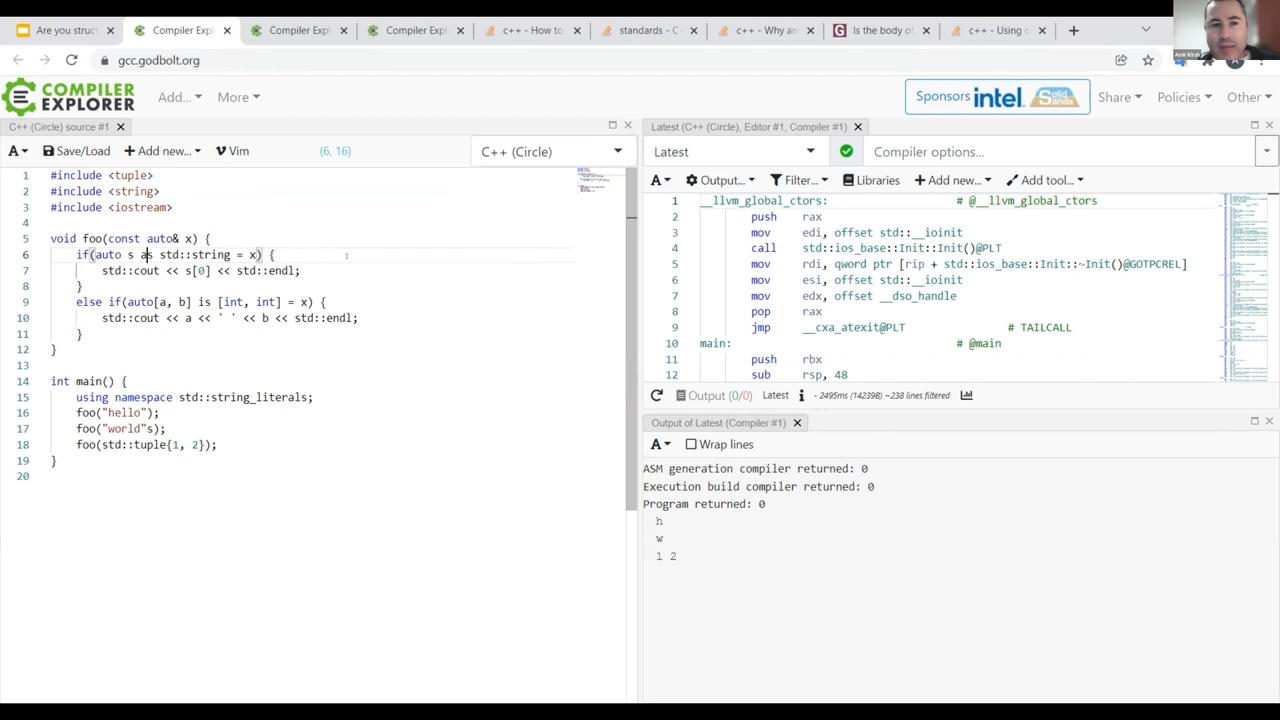 Are you struct
Compiler Expl
Compiler Expl
Compiler Expl
c++ - How to
standards - C
c++ - Why are
Is the body of
c++ - Using c
Amir Kirsh
gcc.godbolt.org
COMPILER
EXPLORER
Add...
More
Sponsors intel. Solid Sands
Share
Policies
Other
C++ (Circle) source #1
A
Save/Load
+ Add new...
Vim
(6, 16)
C++ (Circle)
1 #include <tuple>
2 #include <string>
3 #include <iostream>
4
5 void foo(const auto& x) {
6 if(auto s as std::string = x) {
7 std::cout << s[0] << std::endl;
8 }
9 else if(auto[a, b] is [int, int] = x) {
10 std::cout << a << ' ' << b << std::endl;
11 }
12 }
13
14 int main() {
15 using namespace std::string_literals;
16 foo("hello");
17 foo("world"s);
18 foo(std::tuple{1, 2});
19 }
20
Latest (C++ (Circle), Editor #1, Compiler #1)
Latest
Compiler options...
A
Output...
Filter...
Libraries
+ Add new...
Add tool...
1 __llvm_global_ctors: # @__llvm_global_ctors
2 push rax
3 mov edi, offset std::__ioinit
4 call std::ios_base::Init::Init()@PLT
5 mov rdi, qword ptr [rip + std::ios_base::Init::~Init()@GOTPCREL]
6 mov esi, offset std::__ioinit
7 mov edx, offset __dso_handle
8 pop rax
9 jmp __cxa_atexit@PLT # TAILCALL
10 main: # @main
11 push rbx
12 sub rsp, 48
Output (0/0) Latest - 2495ms (14239B) ~238 lines filtered
Output of Latest (Compiler #1)
A
Wrap lines
ASM generation compiler returned: 0
Execution build compiler returned: 0
Program returned: 0
h
w
1 2